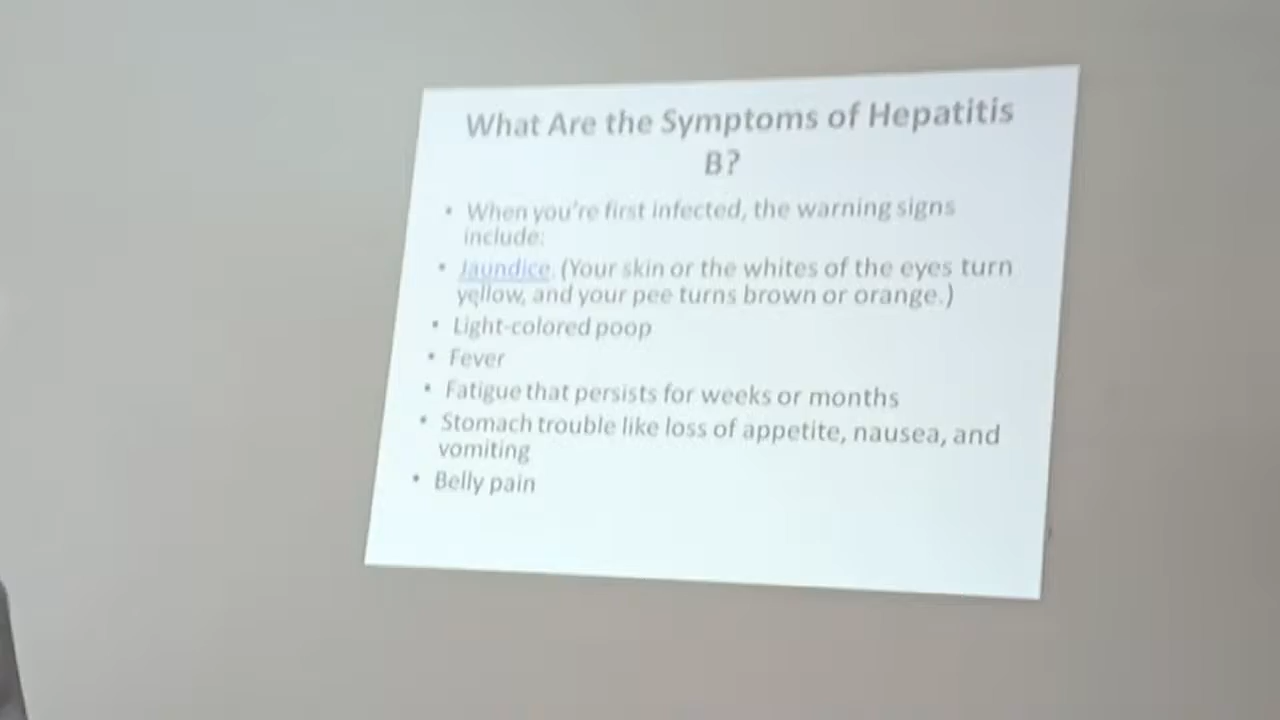 What Are the Symptoms of Hepatitis
B?
• When you're first infected, the warning signs
include:
• Jaundice. (Your skin or the whites of the eyes turn
yellow, and your pee turns brown or orange.)
• Light-colored poop
• Fever
• Fatigue that persists for weeks or months
• Stomach trouble like loss of appetite, nausea, and
vomiting
• Belly pain